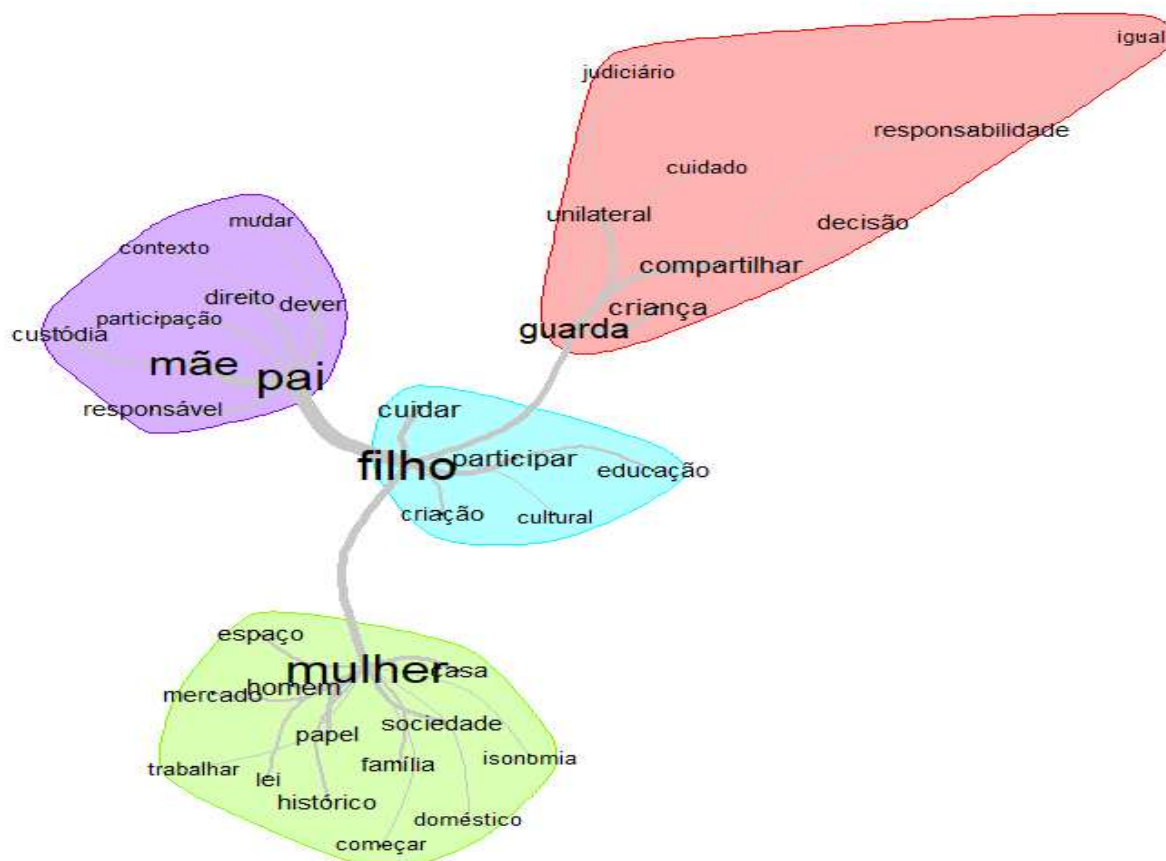 igual
judiciário
responsabilidade
cuidado
unilateral
decisão
compartilhar
criança
guarda
mudar
contexto
direito
dever
participação
custódia
mãe
pai
responsável
cuidar
filho
participar
educação
criação
cultural
espaço
mulher
casa
homem
mercado
sociedade
papel
isonomia
família
trabalhar
lei
histórico
doméstico
começar